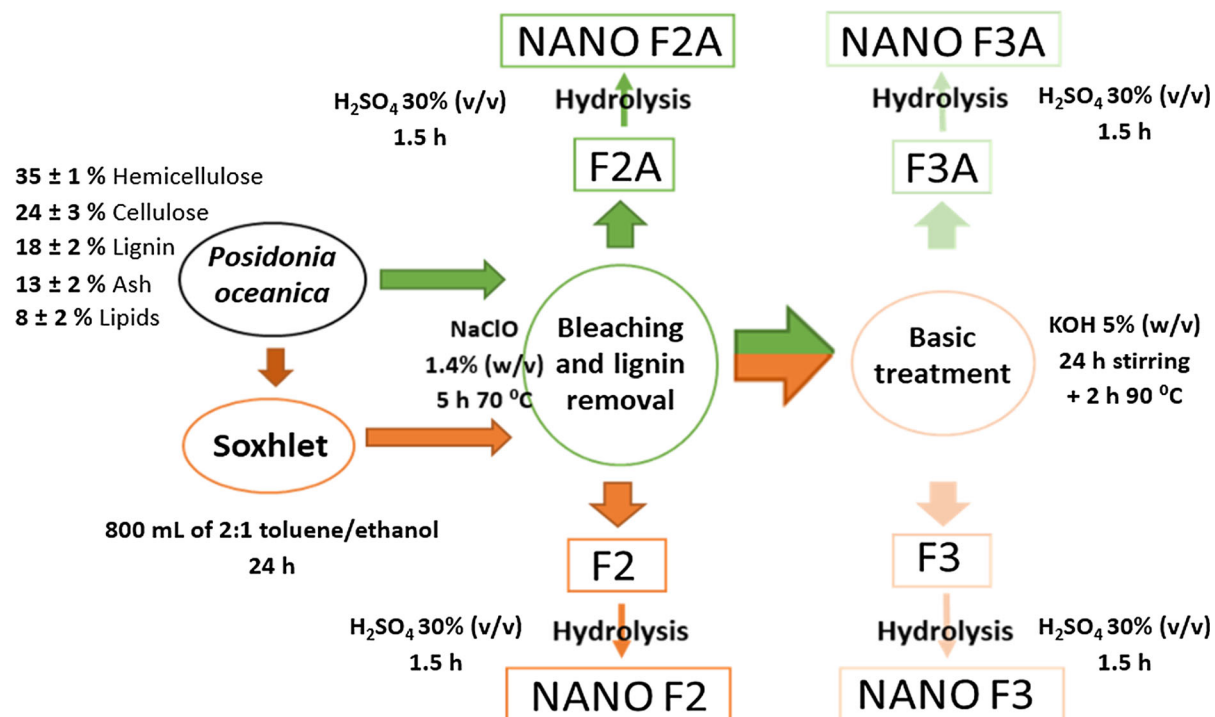 NANO F2A
NANO F3A
H₂SO₄ 30% (v/v)
1.5 h
Hydrolysis
Hydrolysis
H₂SO₄ 30% (v/v)
1.5 h
F2A
F3A
35 ± 1 % Hemicellulose
24 ± 3 % Cellulose
18 ± 2 % Lignin
13 ± 2 % Ash
8 ± 2 % Lipids
Posidonia
oceanica
NaClO
1.4% (w/v)
5 h 70 ⁰C
Bleaching
and lignin
removal
Basic
treatment
KOH 5% (w/v)
24 h stirring
+ 2 h 90 ⁰C
Soxhlet
800 mL of 2:1 toluene/ethanol
24 h
F2
F3
H₂SO₄ 30% (v/v)
1.5 h
Hydrolysis
Hydrolysis
H₂SO₄ 30% (v/v)
1.5 h
NANO F2
NANO F3